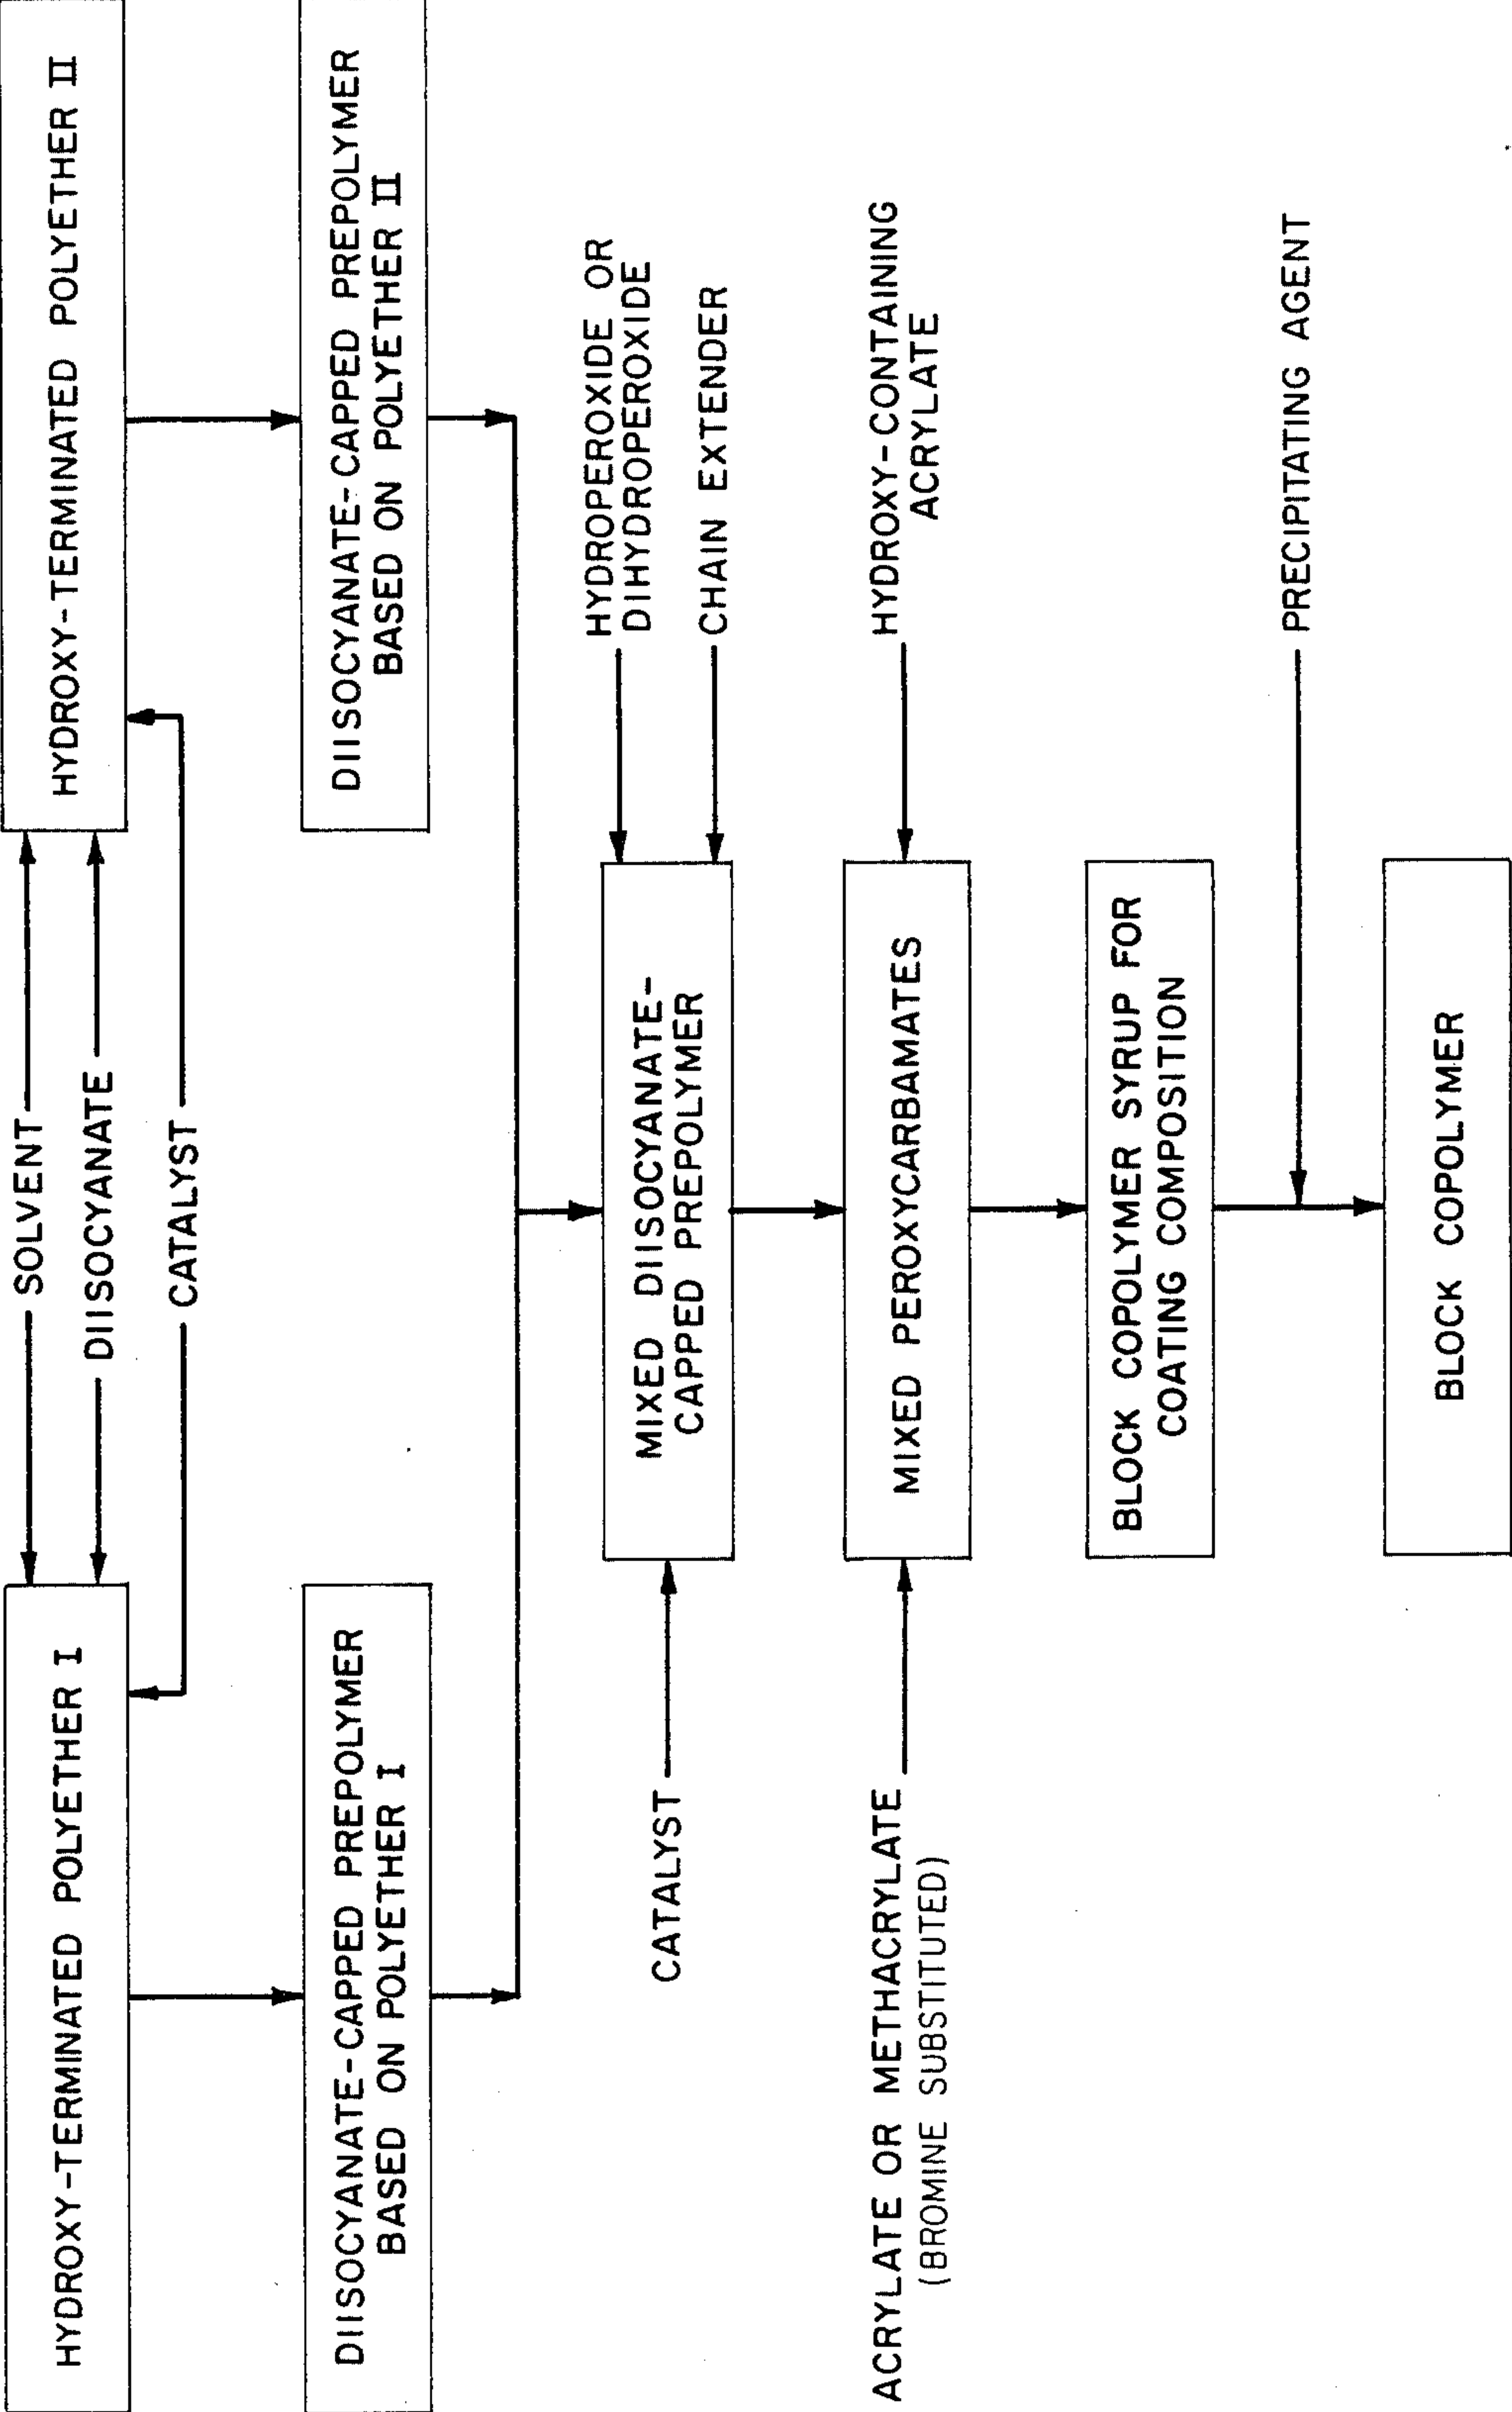 HYDROXY-TERMINATED POLYETHER I
SOLVENT
DIISOCYANATE
CATALYST
HYDROXY-TERMINATED POLYETHER II
DIISOCYANATE-CAPPED PREPOLYMER
BASED ON POLYETHER I
DIISOCYANATE-CAPPED PREPOLYMER
BASED ON POLYETHER II
CATALYST
MIXED DIISOCYANATE-
CAPPED PREPOLYMER
HYDROPEROXIDE OR
DIHYDROPEROXIDE
CHAIN EXTENDER
ACRYLATE OR METHACRYLATE
(BROMINE SUBSTITUTED)
MIXED PEROXYCARBAMATES
HYDROXY-CONTAINING
ACRYLATE
BLOCK COPOLYMER SYRUP FOR
COATING COMPOSITION
PRECIPITATING AGENT
BLOCK COPOLYMER